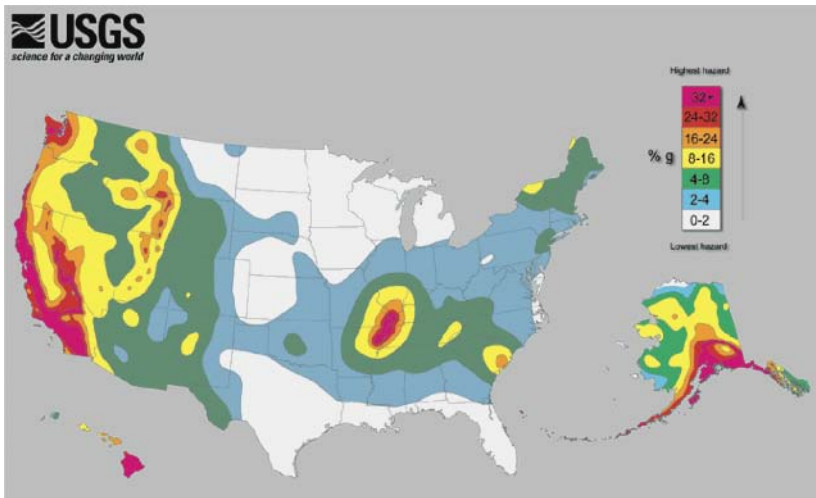 USGS
science for a changing world
Highest hazard
32+
24-32
16-24
% g
8-16
4-8
2-4
0-2
Lowest hazard